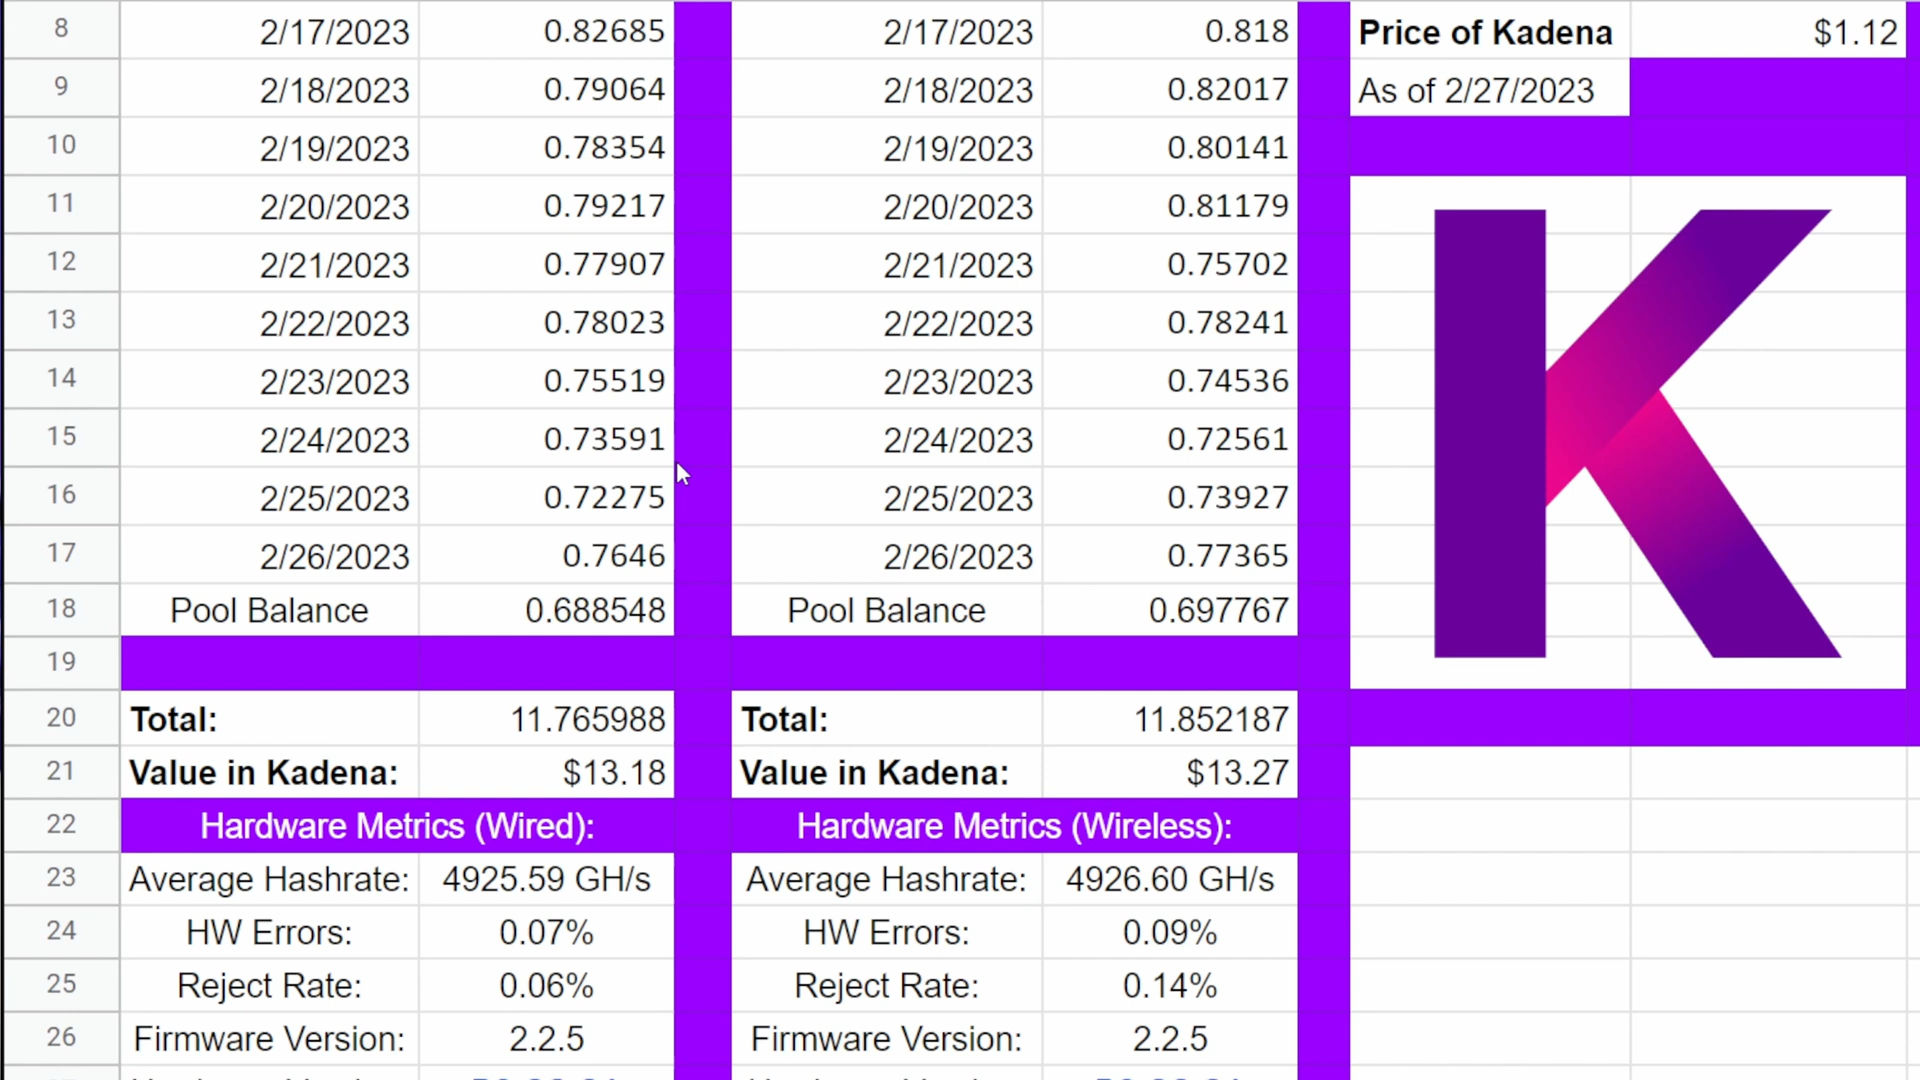 8 2/17/2023 0.82685 2/17/2023 0.818 Price of Kadena $1.12
9 2/18/2023 0.79064 2/18/2023 0.82017 As of 2/27/2023
10 2/19/2023 0.78354 2/19/2023 0.80141
11 2/20/2023 0.79217 2/20/2023 0.81179
12 2/21/2023 0.77907 2/21/2023 0.75702
13 2/22/2023 0.78023 2/22/2023 0.78241
14 2/23/2023 0.75519 2/23/2023 0.74536
15 2/24/2023 0.73591 2/24/2023 0.72561
16 2/25/2023 0.72275 2/25/2023 0.73927
17 2/26/2023 0.7646 2/26/2023 0.77365
18 Pool Balance 0.688548 Pool Balance 0.697767
19
20 Total: 11.765988 Total: 11.852187
21 Value in Kadena: $13.18 Value in Kadena: $13.27
22 Hardware Metrics (Wired): Hardware Metrics (Wireless):
23 Average Hashrate: 4925.59 GH/s Average Hashrate: 4926.60 GH/s
24 HW Errors: 0.07% HW Errors: 0.09%
25 Reject Rate: 0.06% Reject Rate: 0.14%
26 Firmware Version: 2.2.5 Firmware Version: 2.2.5